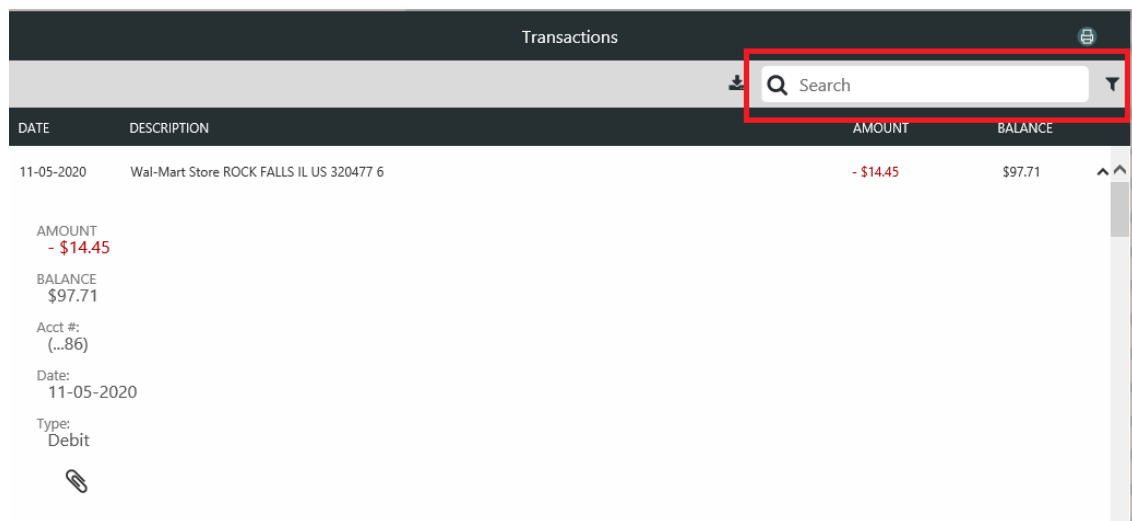 Transactions
Search
DATE DESCRIPTION AMOUNT BALANCE
11-05-2020 Wal-Mart Store ROCK FALLS IL US 320477 6 - $14.45 $97.71
AMOUNT
- $14.45
BALANCE
$97.71
Acct #:
(...86)
Date:
11-05-2020
Type:
Debit